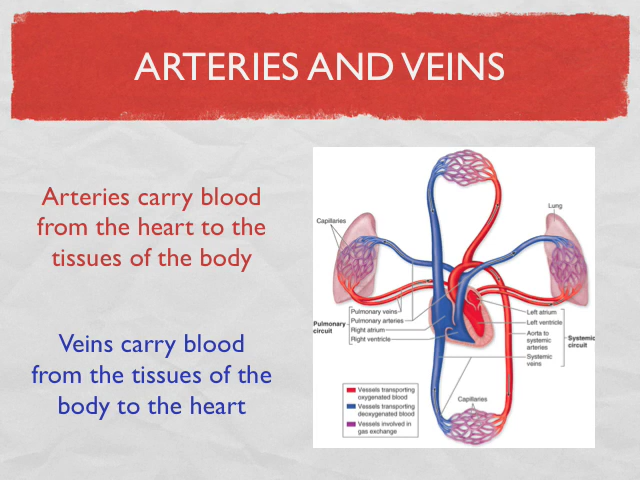 ARTERIES AND VEINS
Arteries carry blood
from the heart to the
tissues of the body
Veins carry blood
from the tissues of the
body to the heart
Capillaries
Lung
Pulmonary circuit
Pulmonary veins
Pulmonary arteries
Right atrium
Right ventricle
Left atrium
Left ventricle
Aorta to
systemic
arteries
Systemic
veins
Systemic
circuit
Vessels transporting
oxygenated blood
Vessels transporting
deoxygenated blood
Vessels involved in
gas exchange
Capillaries